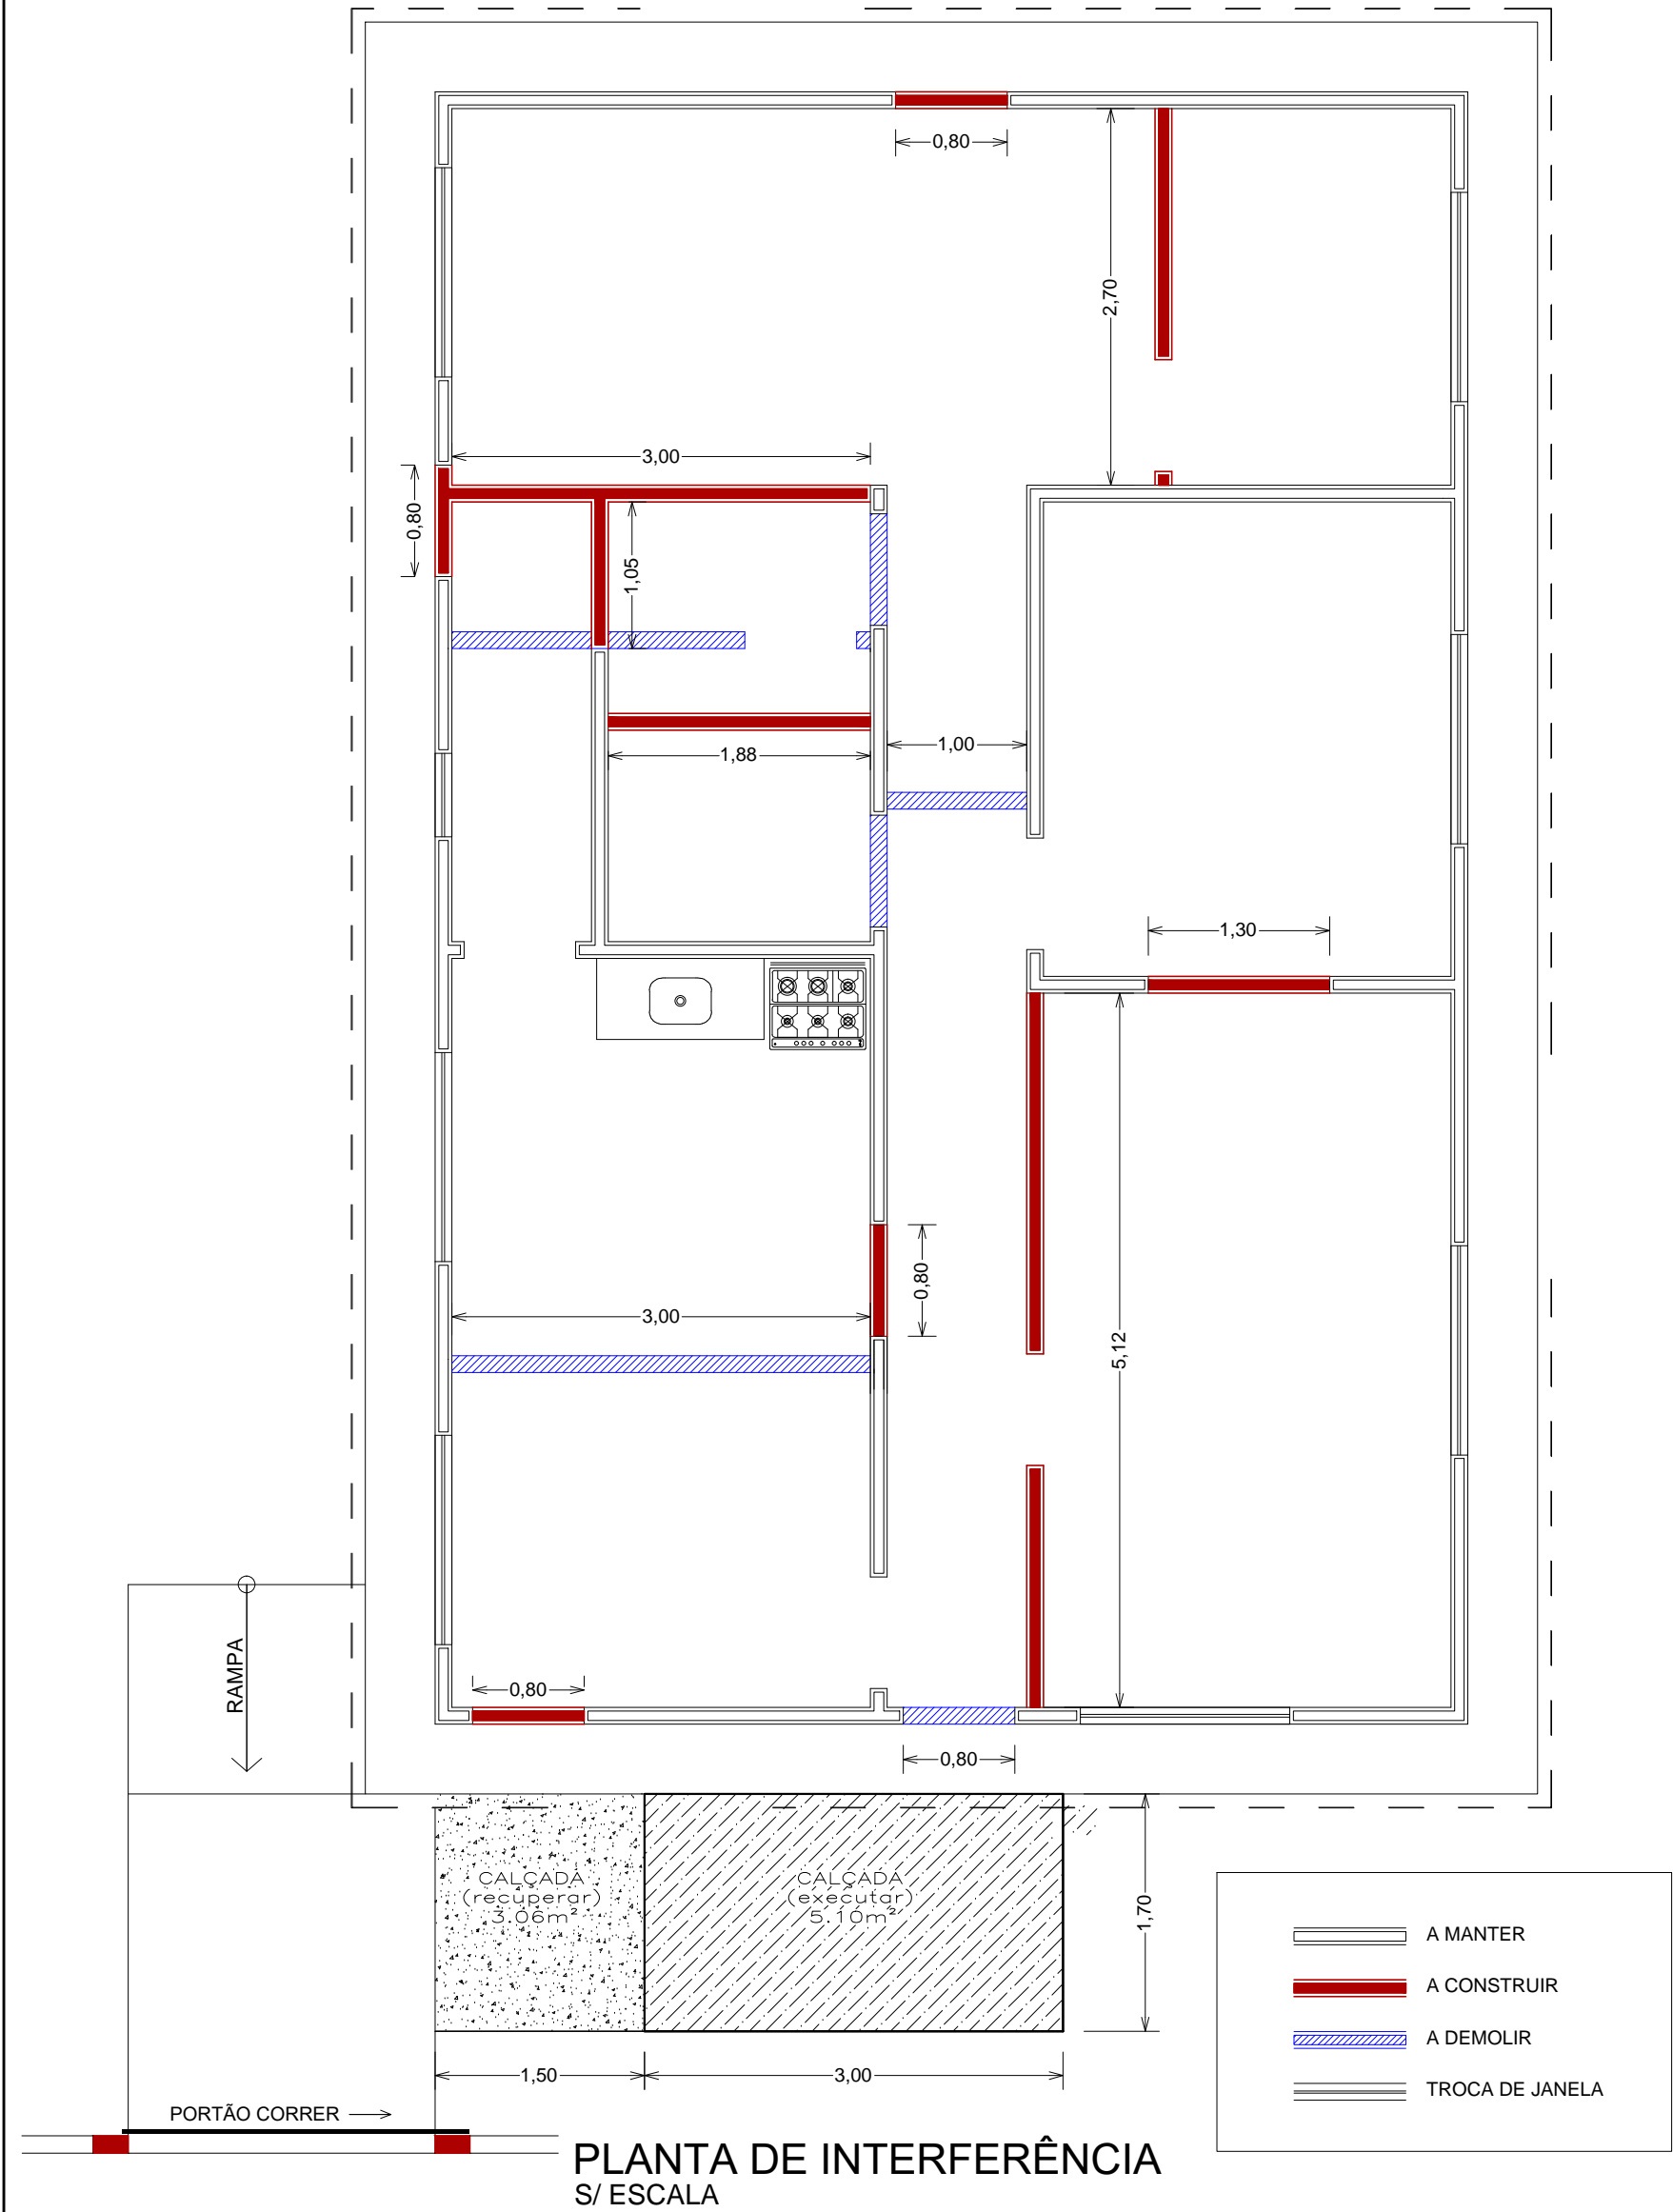 0,80
2,70
3,00
0,80
1,05
1,00
1,88
1,30
0,80
3,00
5,12
RAMPA
0,80
0,80
CALÇADA
(recuperar)
3.06m²
CALÇADA
(executar)
5.10m²
1,70
A MANTER
A CONSTRUIR
A DEMOLIR
TROCA DE JANELA
1,50
3,00
PORTÃO CORRER
PLANTA DE INTERFERÊNCIA
S/ ESCALA